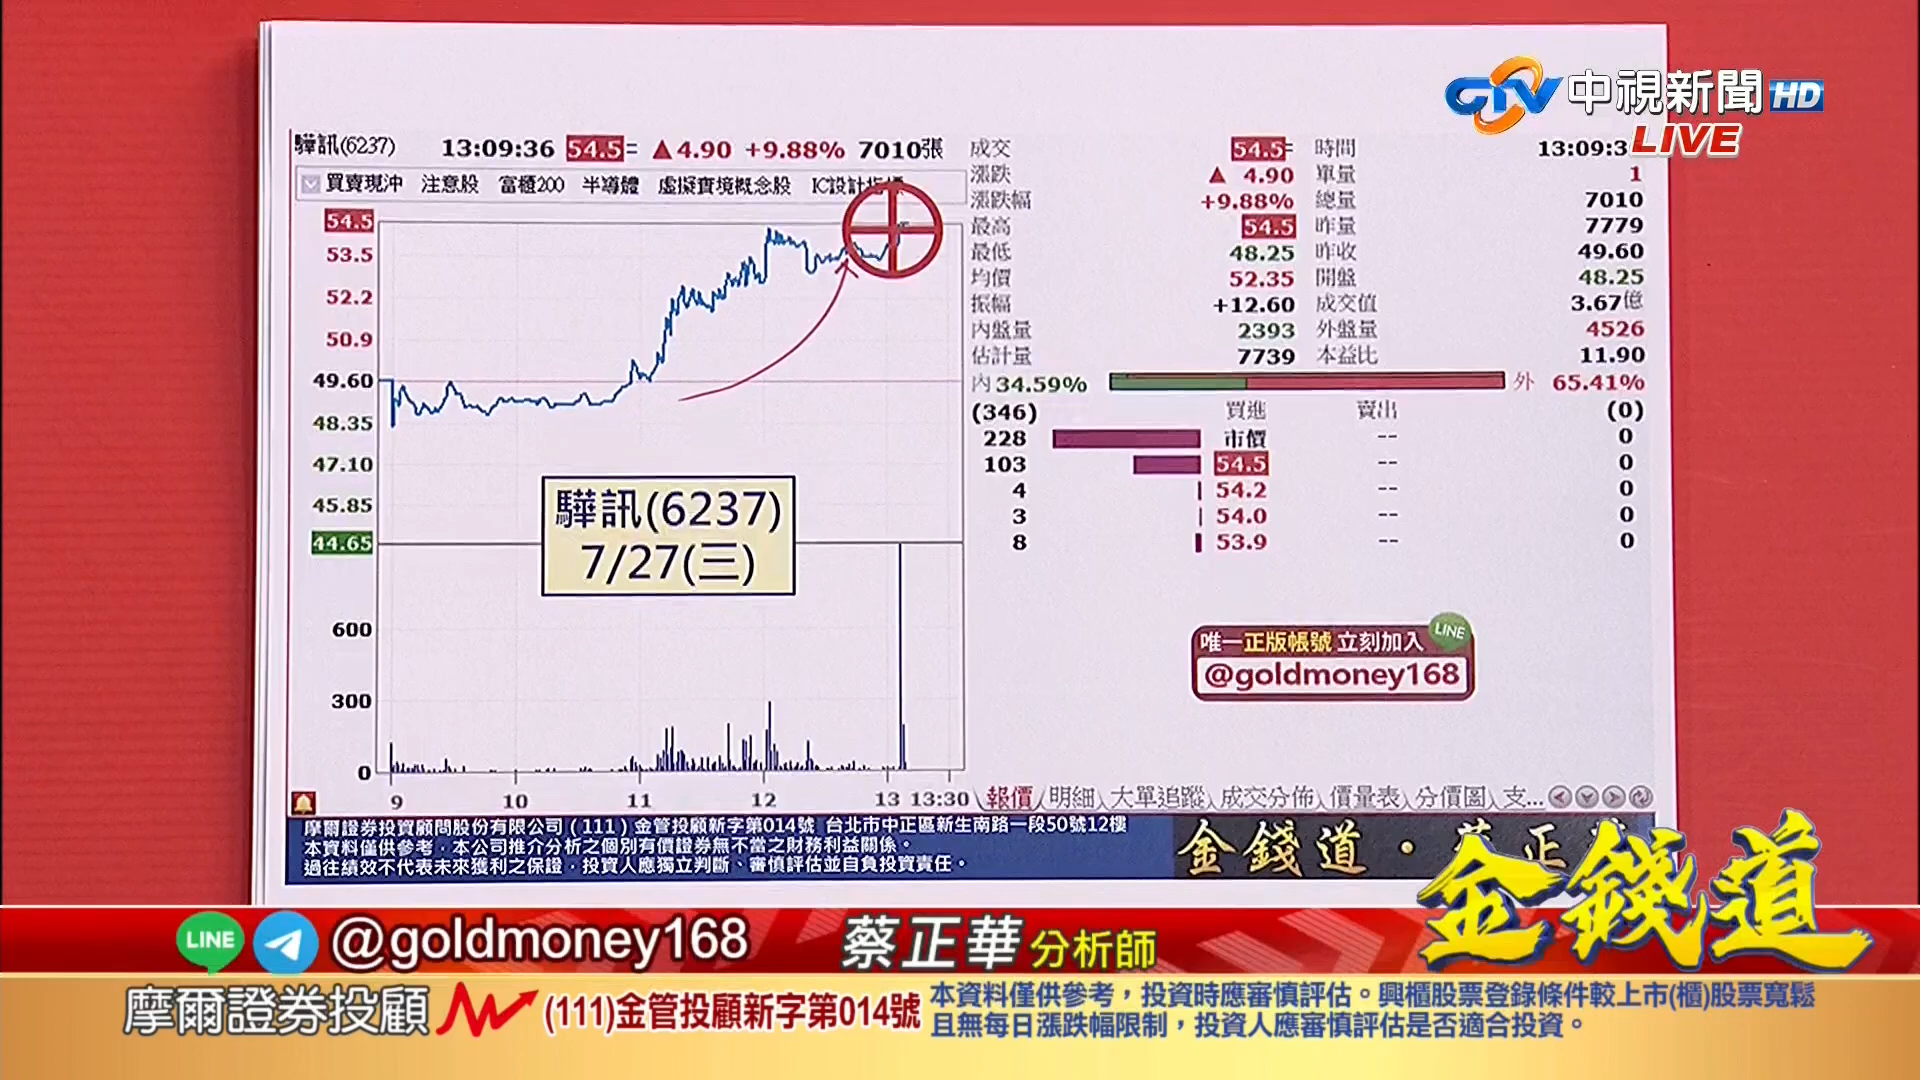 CTV 中視新聞 HD
LIVE
驊訊(6237) 13:09:36 54.5= ▲4.90 +9.88% 7010張
買賣現沖 注意股 富櫃200 半導體 虛擬實境概念股 IC設計指標
54.5
53.5
52.2
50.9
49.60
48.35
47.10
45.85
44.65
600
300
0
9 10 11 12 13 13:30
驊訊(6237)
7/27(三)
成交 54.5= 時間 13:09:3
漲跌 ▲ 4.90 單量 1
漲跌幅 +9.88% 總量 7010
最高 54.5 昨量 7779
最低 48.25 昨收 49.60
均價 52.35 開盤 48.25
振幅 +12.60 成交值 3.67億
內盤量 2393 外盤量 4526
估計量 7739 本益比 11.90
內 34.59% 外 65.41%
(346) 買進 賣出 (0)
228 市價 -- 0
103 54.5 -- 0
4 54.2 -- 0
3 54.0 -- 0
8 53.9 -- 0
唯一正版帳號 立刻加入 LINE
@goldmoney168
報價 明細 大單追蹤 成交分佈 價量表 分價圖 支...
摩爾證券投資顧問股份有限公司(111)金管投顧新字第014號 台北市中正區新生南路一段50號12樓
本資料僅供參考，本公司推介分析之個別有價證券無不當之財務利益關係。
過往績效不代表未來獲利之保證，投資人應獨立判斷、審慎評估並自負投資責任。
金錢道・蔡正
金錢道
LINE @goldmoney168 蔡正華 分析師
摩爾證券投顧 (111)金管投顧新字第014號
本資料僅供參考，投資時應審慎評估。興櫃股票登錄條件較上市(櫃)股票寬鬆
且無每日漲跌幅限制，投資人應審慎評估是否適合投資。